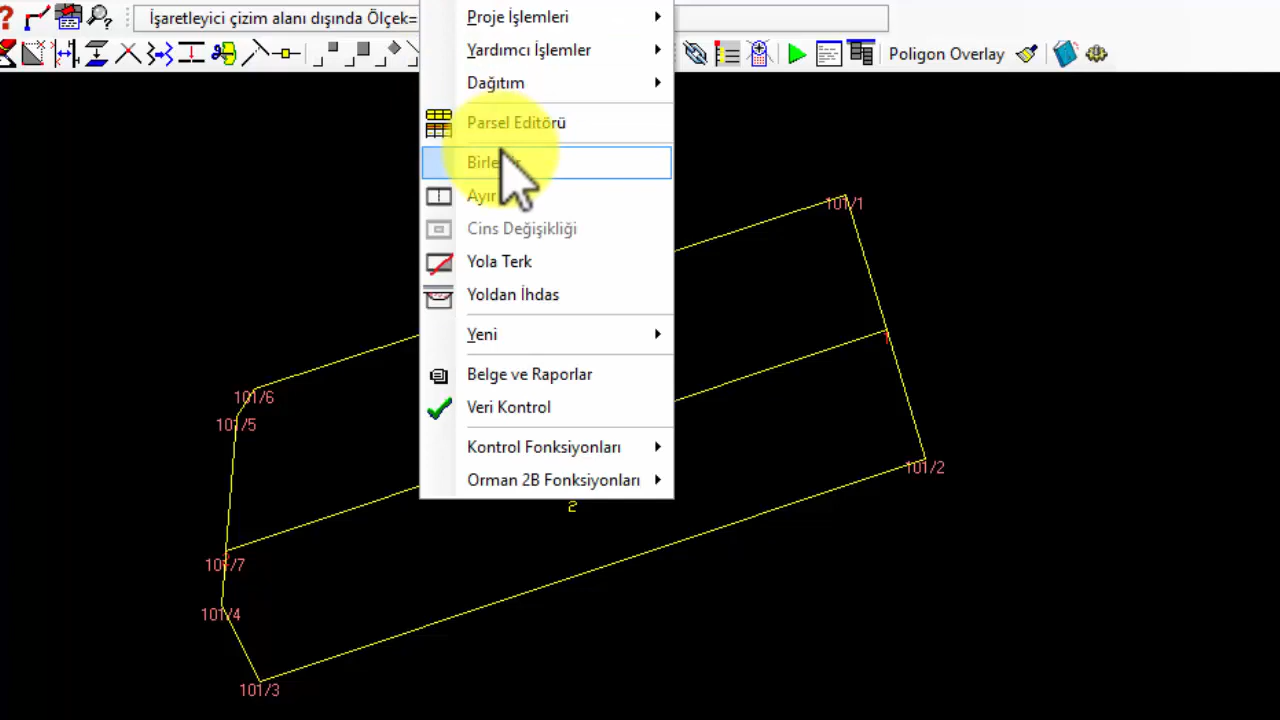 İşaretleyici çizim alanı dışında Ölçek=
Poligon Overlay
Proje İşlemleri
Yardımcı İşlemler
Dağıtım
Parsel Editörü
Ayır
Cins Değişikliği
Yola Terk
Yoldan İhdas
Yeni
Belge ve Raporlar
Veri Kontrol
Kontrol Fonksiyonları
Orman 2B Fonksiyonları
101/1
101/6
101/5
101/2
2
101/7
101/4
101/3